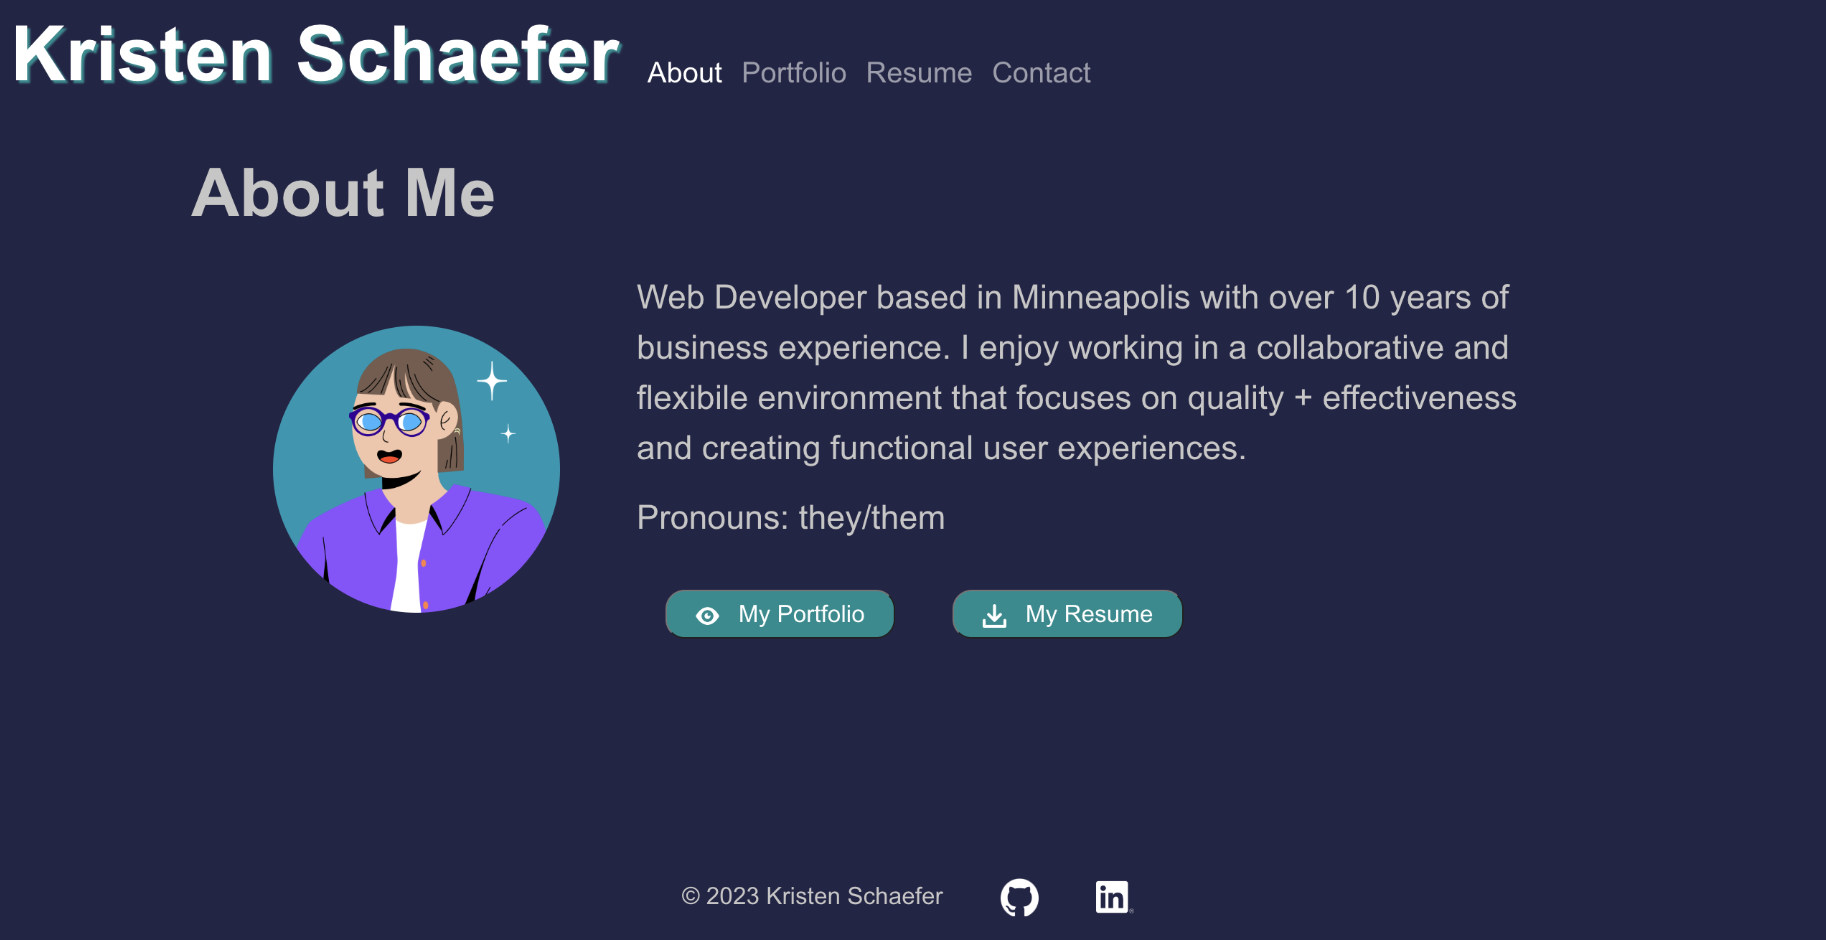 Kristen Schaefer
About Portfolio Resume Contact
About Me
Web Developer based in Minneapolis with over 10 years of
business experience. I enjoy working in a collaborative and
flexibile environment that focuses on quality + effectiveness
and creating functional user experiences.
Pronouns: they/them
My Portfolio
My Resume
© 2023 Kristen Schaefer
in